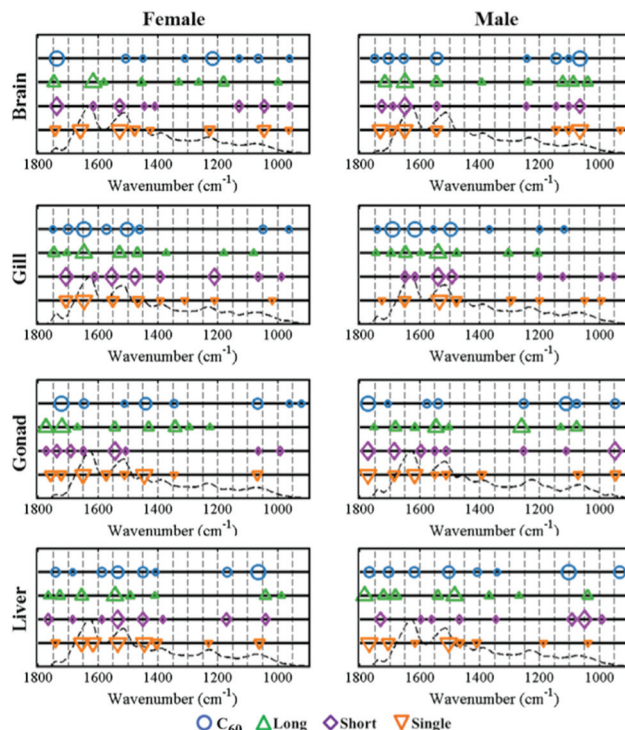 Female Male
Brain
1800 1600 1400 1200 1000 1800 1600 1400 1200 1000
Wavenumber (cm⁻¹) Wavenumber (cm⁻¹)
Gill
1800 1600 1400 1200 1000 1800 1600 1400 1200 1000
Wavenumber (cm⁻¹) Wavenumber (cm⁻¹)
Gonad
1800 1600 1400 1200 1000 1800 1600 1400 1200 1000
Wavenumber (cm⁻¹) Wavenumber (cm⁻¹)
Liver
1800 1600 1400 1200 1000 1800 1600 1400 1200 1000
Wavenumber (cm⁻¹) Wavenumber (cm⁻¹)
C₆₀ Long Short Single